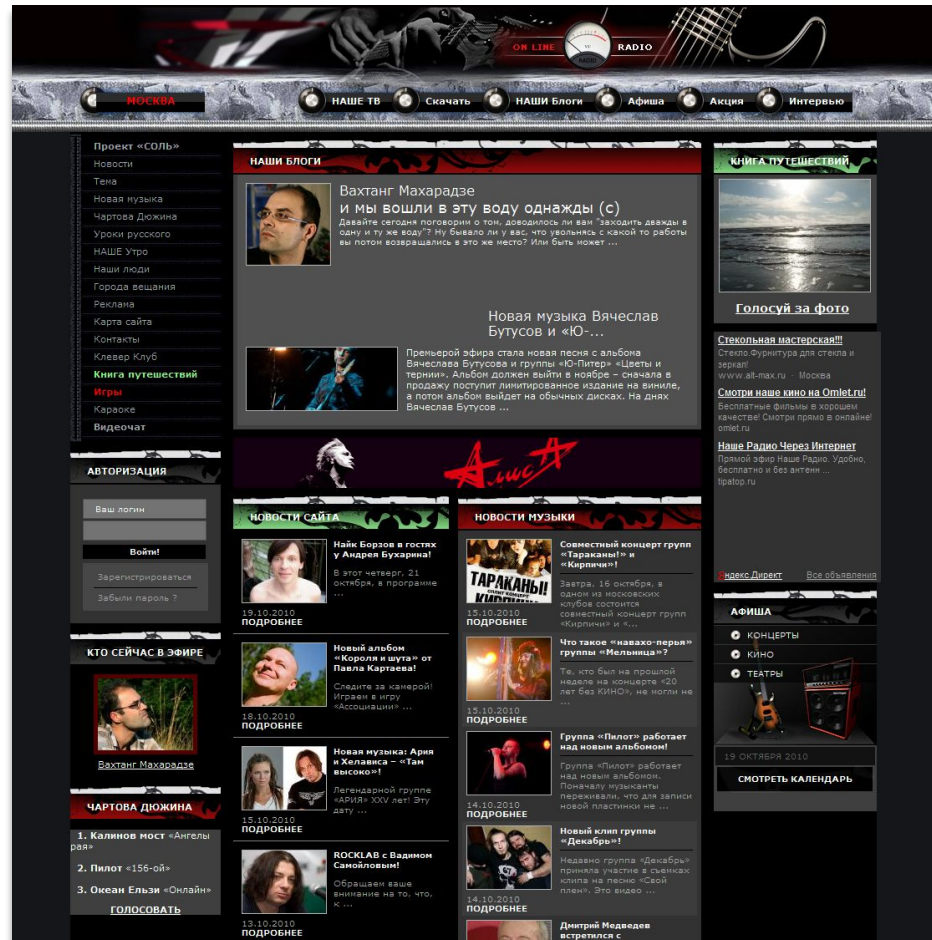 ON LINE
RADIO
VU
RADIO
МОСКВА
НАШЕ ТВ
Скачать
НАШИ Блоги
Афиша
Акция
Интервью
Проект «СОЛЬ»
Новости
Тема
Новая музыка
Чартова Дюжина
Уроки русского
НАШЕ Утро
Наши люди
Города вещания
Реклама
Карта сайта
Контакты
Клевер Клуб
Книга путешествий
Игры
Караоке
Видеочат
АВТОРИЗАЦИЯ
Ваш логин
Войти!
Зарегистрироваться
Забыли пароль ?
КТО СЕЙЧАС В ЭФИРЕ
Вахтанг Махарадзе
ЧАРТОВА ДЮЖИНА
1. Калинов мост «Ангелы
рая»
2. Пилот «156-ой»
3. Океан Ельзи «Онлайн»
ГОЛОСОВАТЬ
НАШИ БЛОГИ
Вахтанг Махарадзе
и мы вошли в эту воду однажды (с)
Давайте сегодня поговорим о том, доводилось ли вам "заходить дважды в
одну и ту же воду"? Ну бывало ли у вас, что увольнясь с какой то работы
вы потом возвращались в это же место? Или быть может ...
Новая музыка Вячеслав
Бутусов и «Ю-...
Премьерой эфира стала новая песня с альбома
Вячеслава Бутусова и группы «Ю-Питер» «Цветы и
тернии». Альбом должен выйти в ноябре – сначала в
продажу поступит лимитированное издание на виниле,
а потом альбом выйдет на обычных дисках. На днях
Вячеслав Бутусов ...
АлисА
НОВОСТИ САЙТА
Найк Борзов в гостях
у Андрея Бухарина!
В этот четверг, 21
октября, в программе
...
19.10.2010
ПОДРОБНЕЕ
Новый альбом
«Короля и шута» от
Павла Картаева!
Следите за камерой!
Играем в игру
«Ассоциации» ...
18.10.2010
ПОДРОБНЕЕ
Новая музыка: Ария
и Хелависа – «Там
высоко»!
Легендарной группе
«АРИЯ» XXV лет! Эту
дату ...
15.10.2010
ПОДРОБНЕЕ
ROCKLAB с Вадимом
Самойловым!
Обращаем ваше
внимание на то, что,
к ...
13.10.2010
ПОДРОБНЕЕ
НОВОСТИ МУЗЫКИ
ТАРАКАНЫ!
Совместный концерт групп
«Тараканы!» и
«Кирпичи»!
Завтра, 16 октября, в
одном из московских
клубов состоится
совместный концерт групп
«Кирпичи» и «...
15.10.2010
ПОДРОБНЕЕ
Что такое «навахо-перья»
группы «Мельница»?
Те, кто был на прошлой
неделе на концерте «20
лет без КИНО», не могли не
...
15.10.2010
ПОДРОБНЕЕ
Группа «Пилот» работает
над новым альбомом!
Группа «Пилот» работает
над новым альбомом.
Поначалу музыканты
переживали, что для записи
новой пластинки не ...
14.10.2010
ПОДРОБНЕЕ
Новый клип группы
«Декабрь»!
Недавно группа «Декабрь»
приняла участие в съемках
клипа на песню «Свой
плен». Это видео ...
14.10.2010
ПОДРОБНЕЕ
Дмитрий Медведев
встретился с
КНИГА ПУТЕШЕСТВИЙ
Голосуй за фото
Стекольная мастерская!!!
Стекло.Фурнитура для стекла и
зеркал!
www.alt-max.ru · Москва
Смотри наше кино на Omlet.ru!
Бесплатные фильмы в хорошем
качестве! Смотри прямо в онлайне!
omlet.ru
Наше Радио Через Интернет
Прямой эфир Наше Радио. Удобно,
бесплатно и без антенн ...
tipatop.ru
Яндекс.Директ
Все объявления
АФИША
КОНЦЕРТЫ
КИНО
ТЕАТРЫ
19 ОКТЯБРЯ 2010
СМОТРЕТЬ КАЛЕНДАРЬ